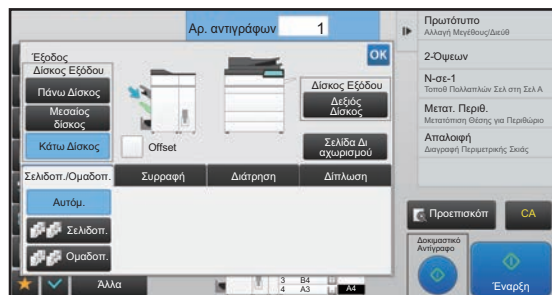 Αρ. αντιγράφων 1
Έξοδος
OK
Δίσκος Εξόδου
Πάνω Δίσκος
Μεσαίος
δίσκος
Κάτω Δίσκος
Offset
Δίσκος Εξόδου
Δεξιός
Δίσκος
Σελίδα Δι
αχωρισμού
Σελιδοπ./Ομαδοπ.
Συρραφή
Διάτρηση
Δίπλωση
Αυτόμ.
Σελιδοπ.
Ομαδοπ.
Άλλα
3 B4
4 A3
A4
Πρωτότυπο
Αλλαγή Μεγέθους/Διεύθ
2-Όψεων
N-σε-1
Τοποθ Πολλαπλών Σελ στη Σελ Α
Μετατ. Περιθ.
Μετατόπιση Θέσης για Περιθώριο
Απαλοιφή
Διαγραφή Περιμετρικής Σκιάς
Προεπισκόπ
CA
Δοκιμαστικό
Αντίγραφο
Έναρξη